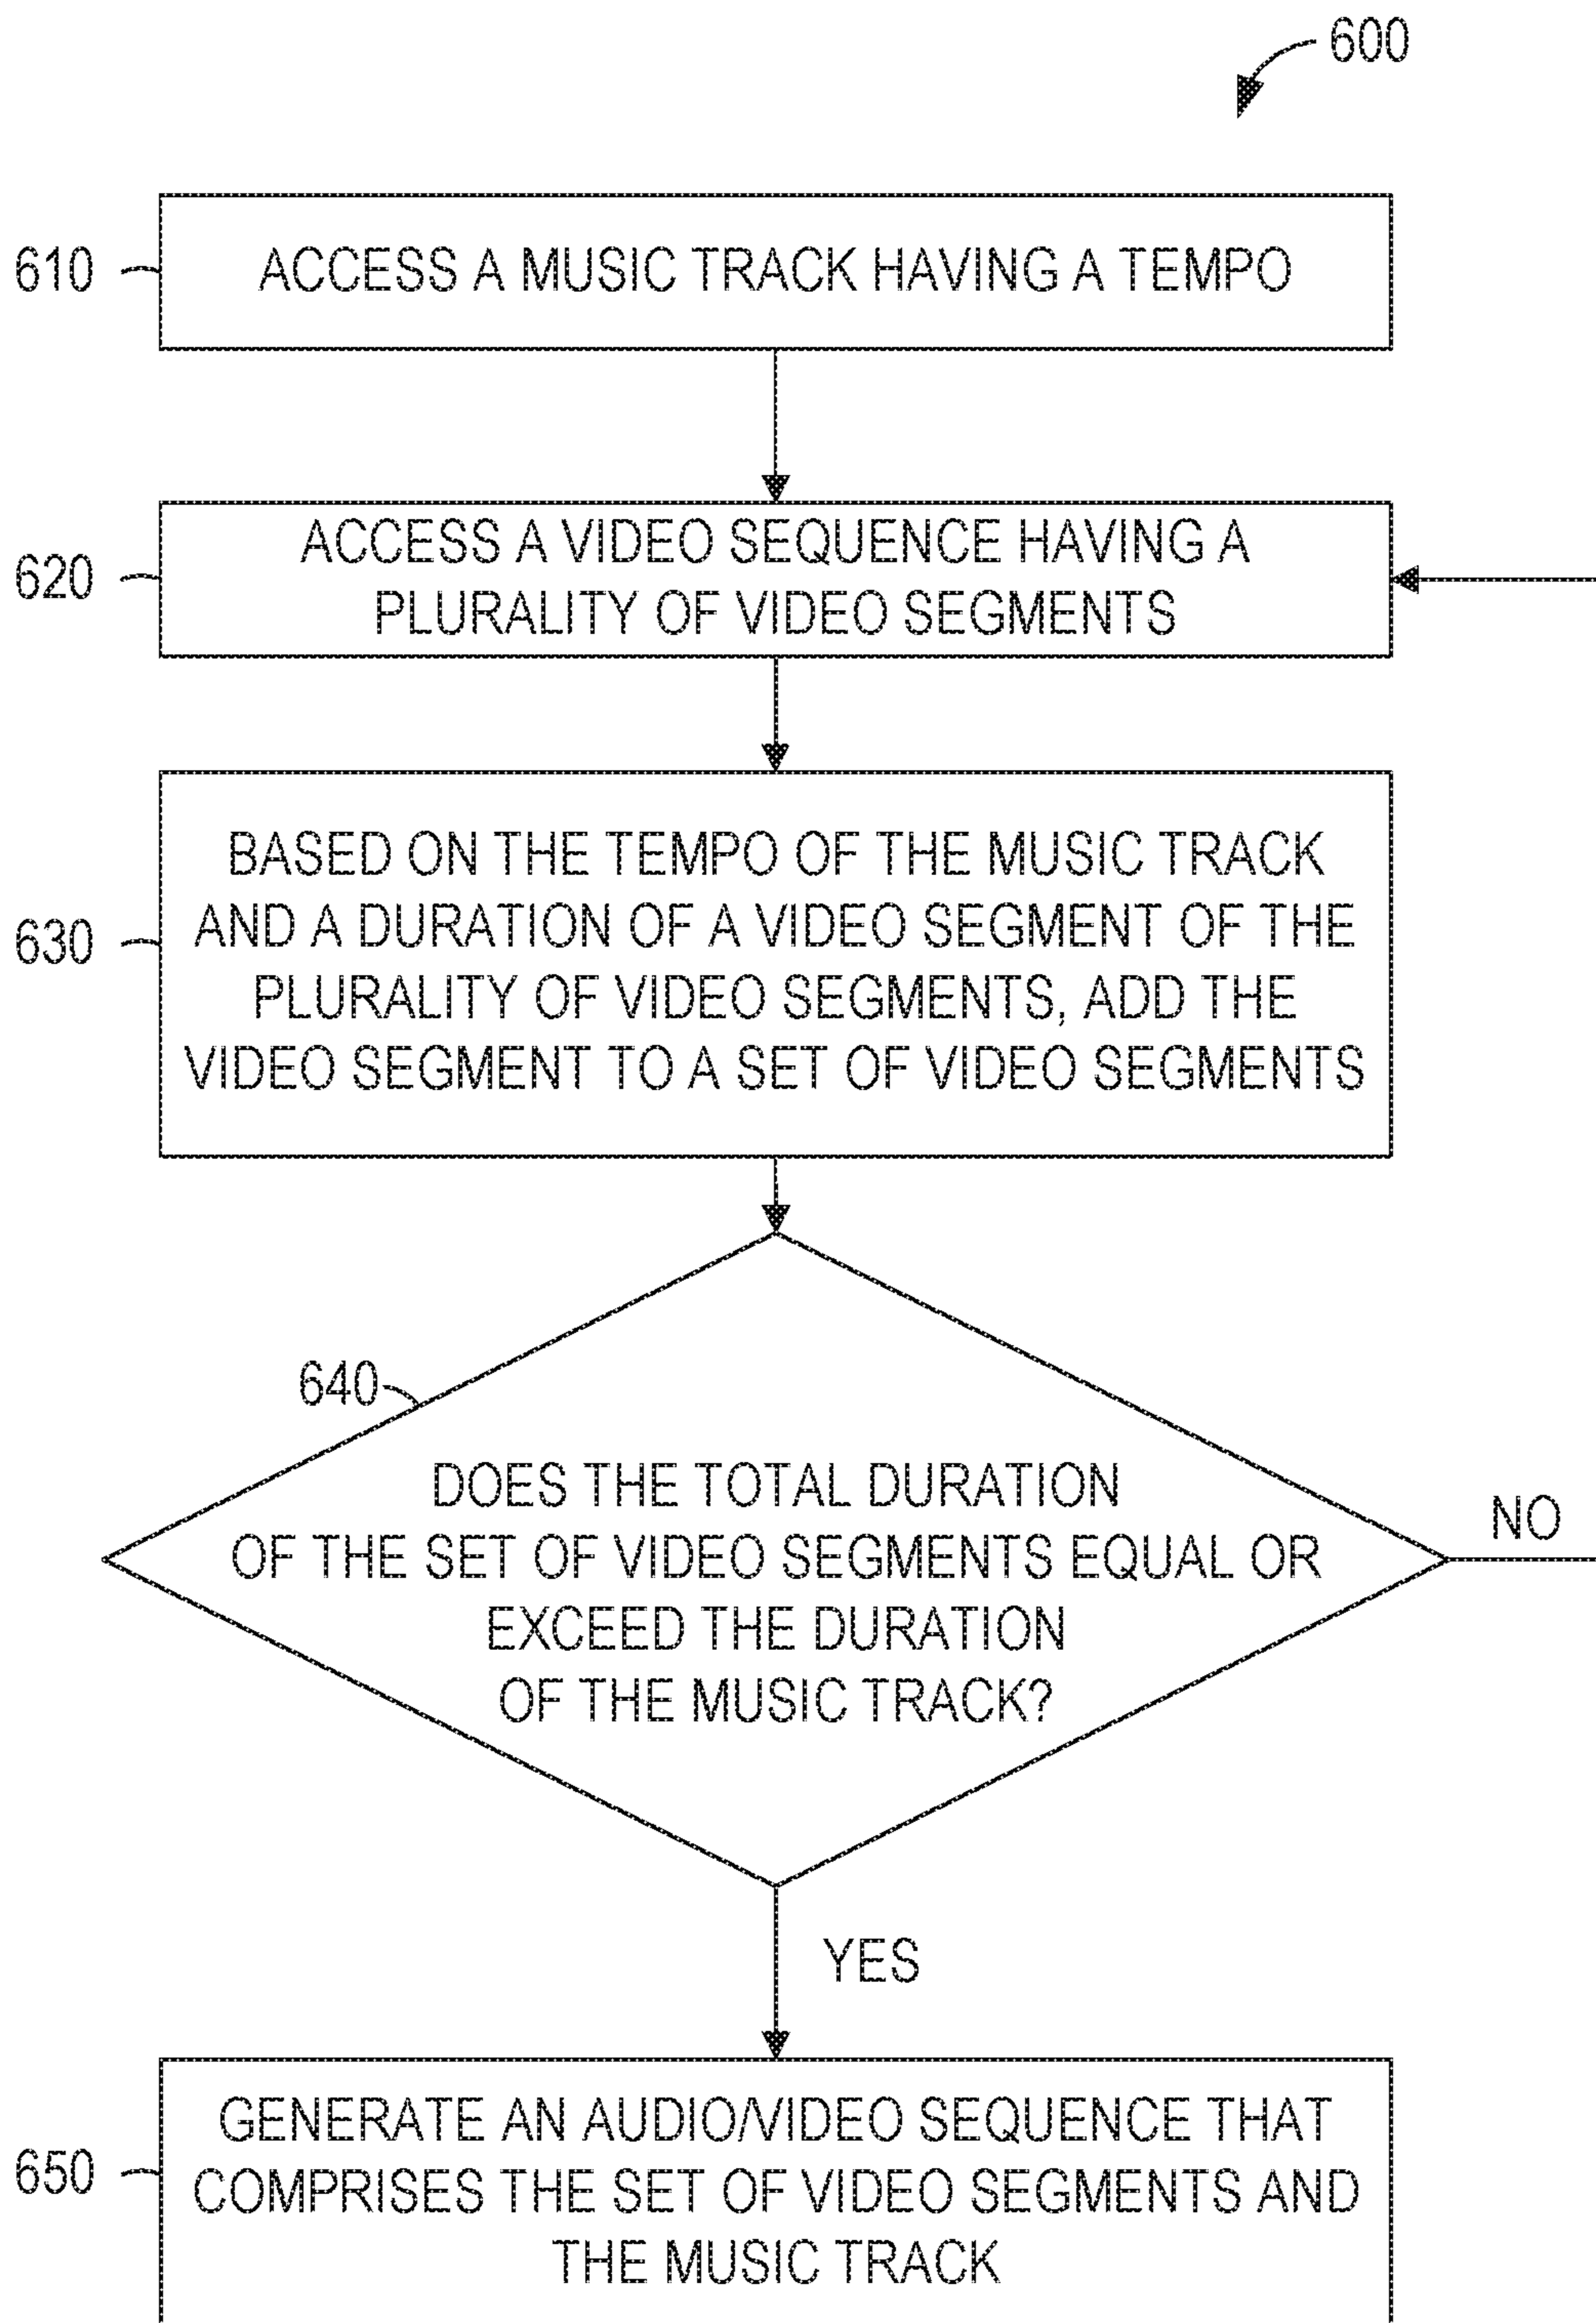 600
610
ACCESS A MUSIC TRACK HAVING A TEMPO
620
ACCESS A VIDEO SEQUENCE HAVING A
PLURALITY OF VIDEO SEGMENTS
630
BASED ON THE TEMPO OF THE MUSIC TRACK
AND A DURATION OF A VIDEO SEGMENT OF THE
PLURALITY OF VIDEO SEGMENTS, ADD THE
VIDEO SEGMENT TO A SET OF VIDEO SEGMENTS
640
DOES THE TOTAL DURATION
OF THE SET OF VIDEO SEGMENTS EQUAL OR
EXCEED THE DURATION
OF THE MUSIC TRACK?
NO
YES
650
GENERATE AN AUDIO/VIDEO SEQUENCE THAT
COMPRISES THE SET OF VIDEO SEGMENTS AND
THE MUSIC TRACK